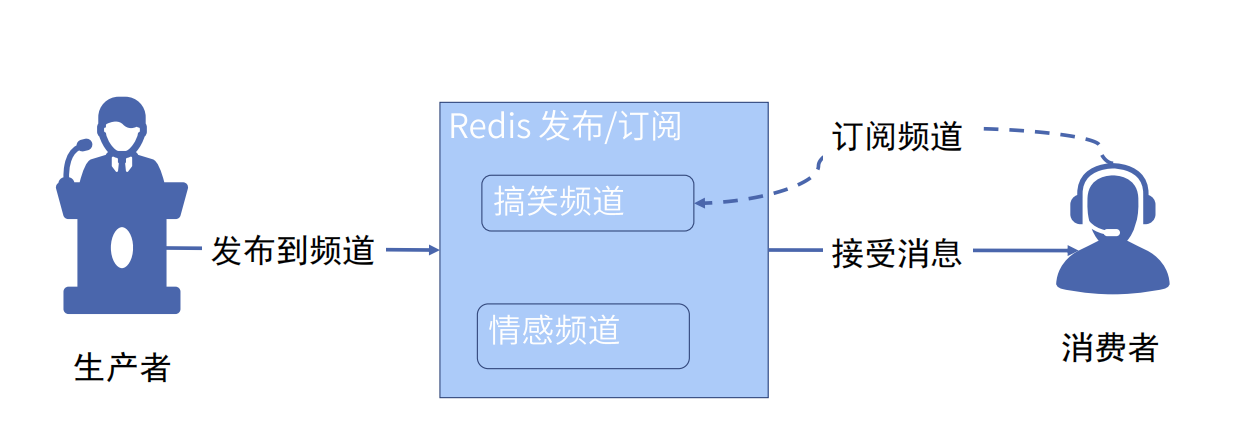 Redis 发布/订阅
订阅频道
搞笑频道
发布到频道
接受消息
情感频道
生产者
消费者